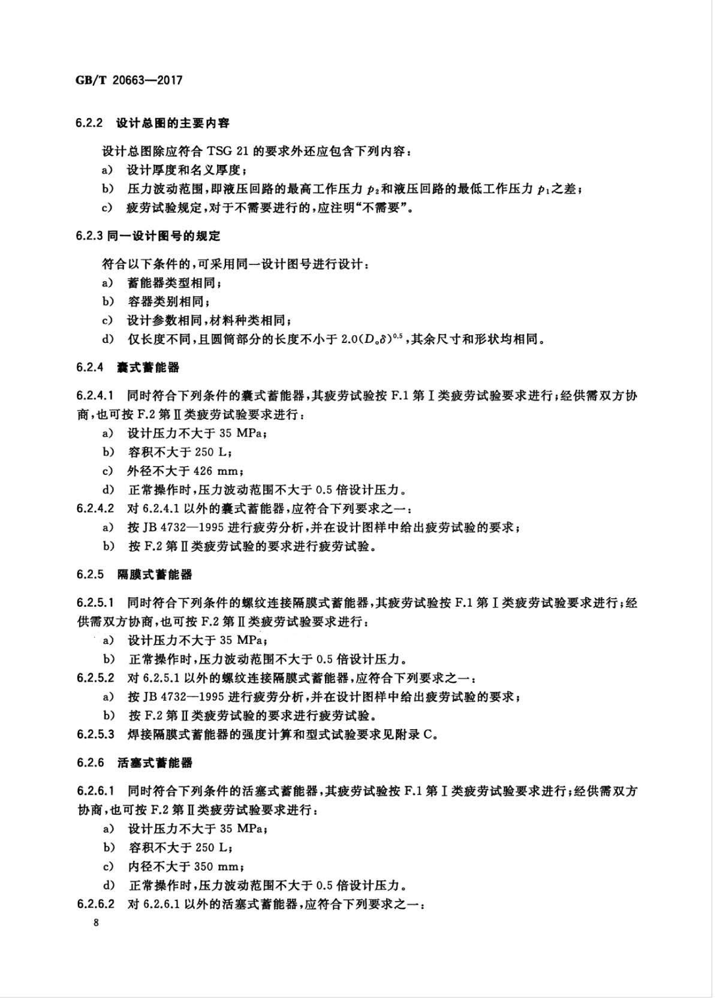 GB/T 20663—2017
6.2.2 设计总图的主要内容
设计总图除应符合 TSG 21 的要求外还应包含下列内容：
a） 设计厚度和名义厚度；
b） 压力波动范围，即液压回路的最高工作压力 p₂和液压回路的最低工作压力 p₁之差；
c） 疲劳试验规定，对于不需要进行的，应注明“不需要”。
6.2.3 同一设计图号的规定
符合以下条件的，可采用同一设计图号进行设计：
a） 蓄能器类型相同；
b） 容器类别相同；
c） 设计参数相同，材料种类相同；
d） 仅长度不同，且圆筒部分的长度不小于 2.0(Dₒδ)⁰·⁵，其余尺寸和形状均相同。
6.2.4 囊式蓄能器
6.2.4.1 同时符合下列条件的囊式蓄能器，其疲劳试验按 F.1 第Ⅰ类疲劳试验要求进行；经供需双方协
商，也可按 F.2 第Ⅱ类疲劳试验要求进行：
a） 设计压力不大于 35 MPa；
b） 容积不大于 250 L；
c） 外径不大于 426 mm；
d） 正常操作时，压力波动范围不大于 0.5 倍设计压力。
6.2.4.2 对 6.2.4.1 以外的囊式蓄能器，应符合下列要求之一：
a） 按 JB 4732—1995 进行疲劳分析，并在设计图样中给出疲劳试验的要求；
b） 按 F.2 第Ⅱ类疲劳试验的要求进行疲劳试验。
6.2.5 隔膜式蓄能器
6.2.5.1 同时符合下列条件的螺纹连接隔膜式蓄能器，其疲劳试验按 F.1 第Ⅰ类疲劳试验要求进行；经
供需双方协商，也可按 F.2 第Ⅱ类疲劳试验要求进行：
a） 设计压力不大于 35 MPa；
b） 正常操作时，压力波动范围不大于 0.5 倍设计压力。
6.2.5.2 对 6.2.5.1 以外的螺纹连接隔膜式蓄能器，应符合下列要求之一：
a） 按 JB 4732—1995 进行疲劳分析，并在设计图样中给出疲劳试验的要求；
b） 按 F.2 第Ⅱ类疲劳试验的要求进行疲劳试验。
6.2.5.3 焊接隔膜式蓄能器的强度计算和型式试验要求见附录 C。
6.2.6 活塞式蓄能器
6.2.6.1 同时符合下列条件的活塞式蓄能器，其疲劳试验按 F.1 第Ⅰ类疲劳试验要求进行；经供需双方
协商，也可按 F.2 第Ⅱ类疲劳试验要求进行：
a） 设计压力不大于 35 MPa；
b） 容积不大于 250 L；
c） 内径不大于 350 mm；
d） 正常操作时，压力波动范围不大于 0.5 倍设计压力。
6.2.6.2 对 6.2.6.1 以外的活塞式蓄能器，应符合下列要求之一：
8